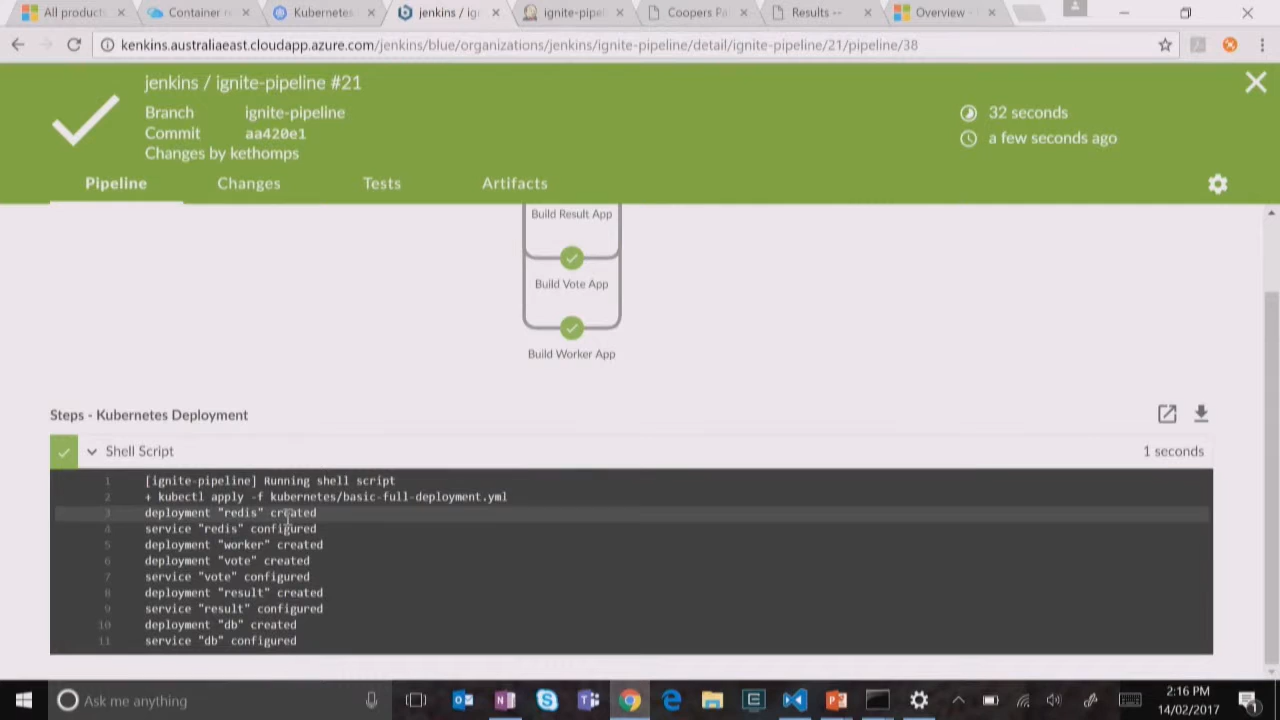 All product
Container r
Kubernetes
jenkins / ig
ignite-pipel
Coopers Pa
Results --
Overview -
kenkins.australiaeast.cloudapp.azure.com/jenkins/blue/organizations/jenkins/ignite-pipeline/detail/ignite-pipeline/21/pipeline/38
jenkins / ignite-pipeline #21
Branch ignite-pipeline
Commit aa420e1
Changes by kethomps
32 seconds
a few seconds ago
Pipeline Changes Tests Artifacts
Build Result App
Build Vote App
Build Worker App
Steps - Kubernetes Deployment
Shell Script 1 seconds
1 [ignite-pipeline] Running shell script
2 + kubectl apply -f kubernetes/basic-full-deployment.yml
3 deployment "redis" created
4 service "redis" configured
5 deployment "worker" created
6 deployment "vote" created
7 service "vote" configured
8 deployment "result" created
9 service "result" configured
10 deployment "db" created
11 service "db" configured
Ask me anything
2:16 PM
14/02/2017
1